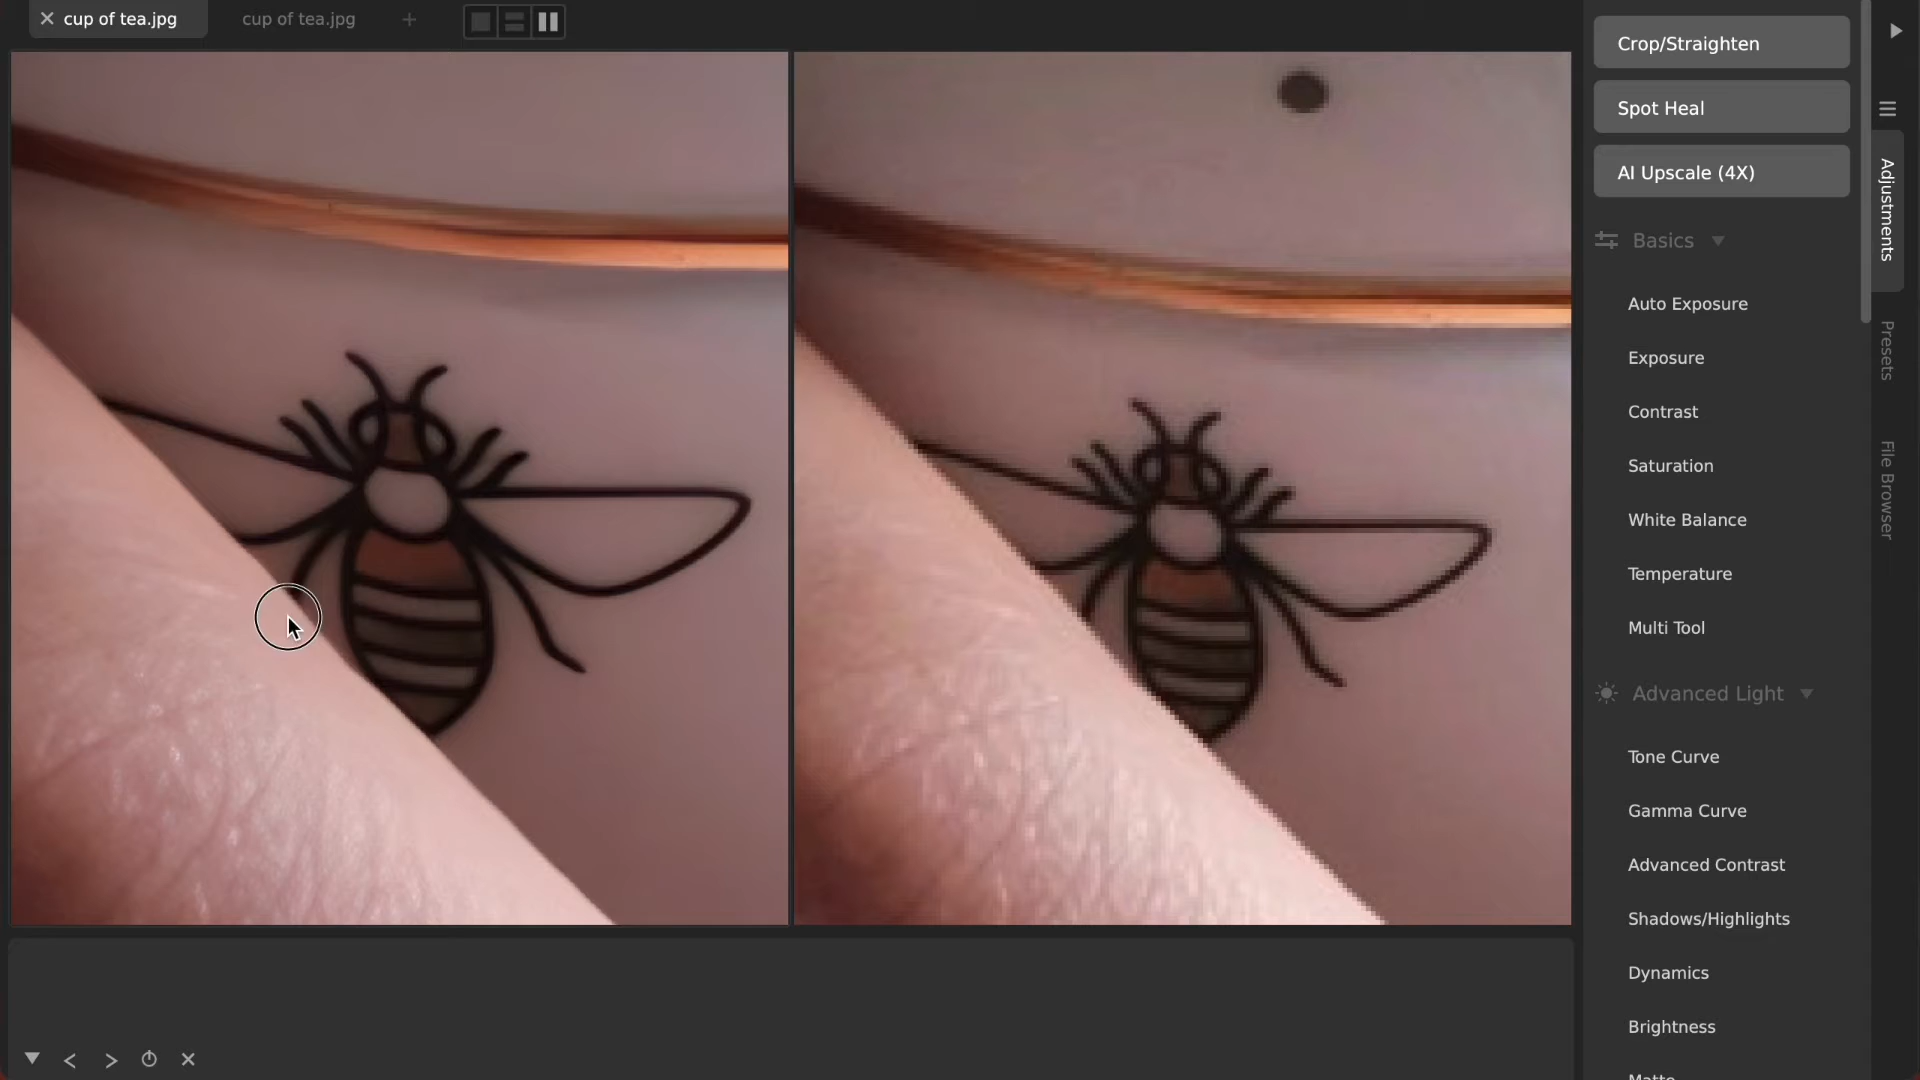 cup of tea.jpg
cup of tea.jpg
Crop/Straighten
Spot Heal
AI Upscale (4X)
Basics
Auto Exposure
Exposure
Contrast
Saturation
White Balance
Temperature
Multi Tool
Advanced Light
Tone Curve
Gamma Curve
Advanced Contrast
Shadows/Highlights
Dynamics
Brightness
Adjustments
Presets
File Browser